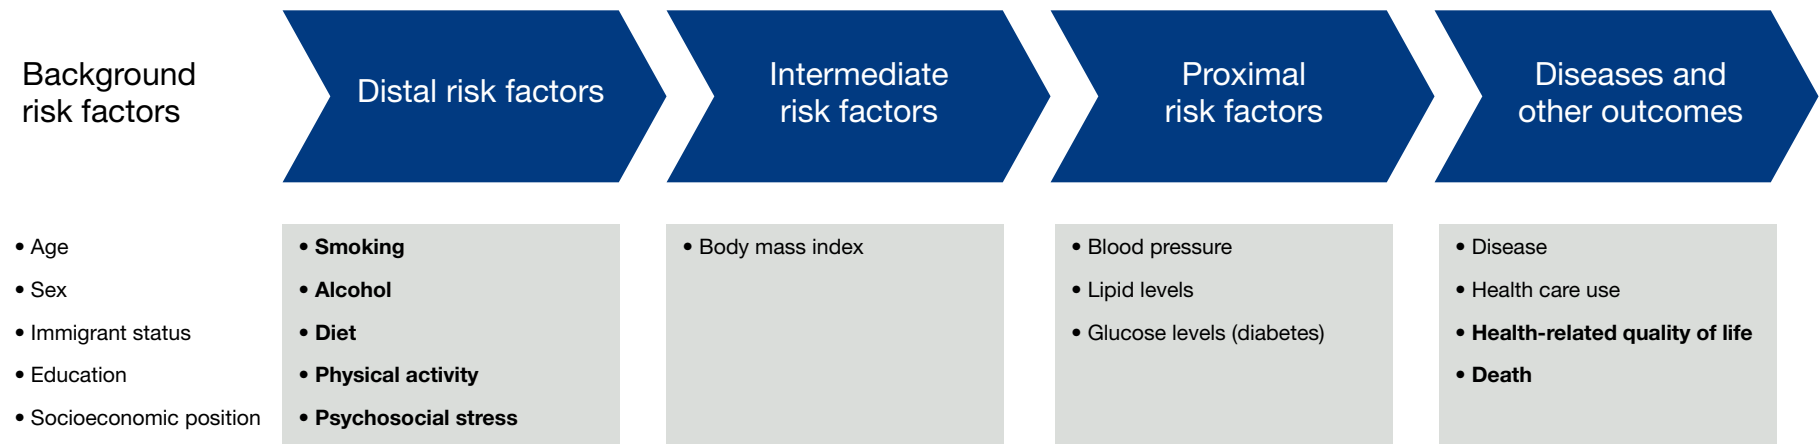 Background
risk factors
Distal risk factors
Intermediate
risk factors
Proximal
risk factors
Diseases and
other outcomes
• Age
• Sex
• Immigrant status
• Education
• Socioeconomic position
• Smoking
• Alcohol
• Diet
• Physical activity
• Psychosocial stress
• Body mass index
• Blood pressure
• Lipid levels
• Glucose levels (diabetes)
• Disease
• Health care use
• Health-related quality of life
• Death